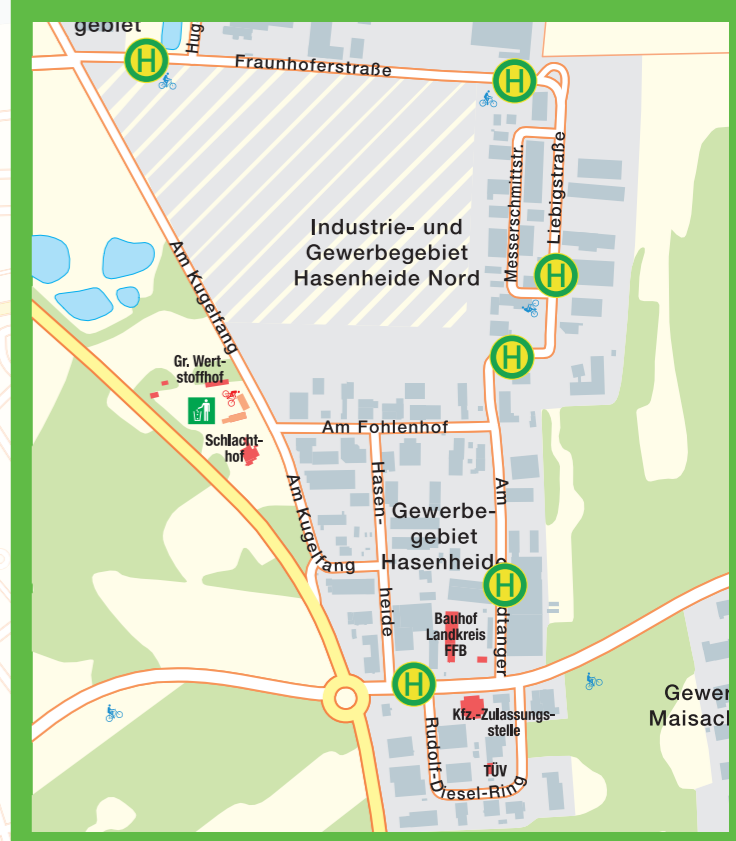 gebiet
Hug
H
Fraunhoferstraße
H
Messerschmittstr.
Liebigstraße
Industrie- und
Gewerbegebiet
Hasenheide Nord
Am Kugelfang
H
H
Gr. Wert-
stoffhof
Schlacht-
hof
Am Fohlenhof
Hasen-
heide
Am
dtanger
Am Kugelfang
Gewerbe-
gebiet
Hasenheide
H
Bauhof
Landkreis
FFB
H
Kfz.-Zulassungs-
stelle
TÜV
Rudolf-Diesel-Ring
Gewer
Maisach